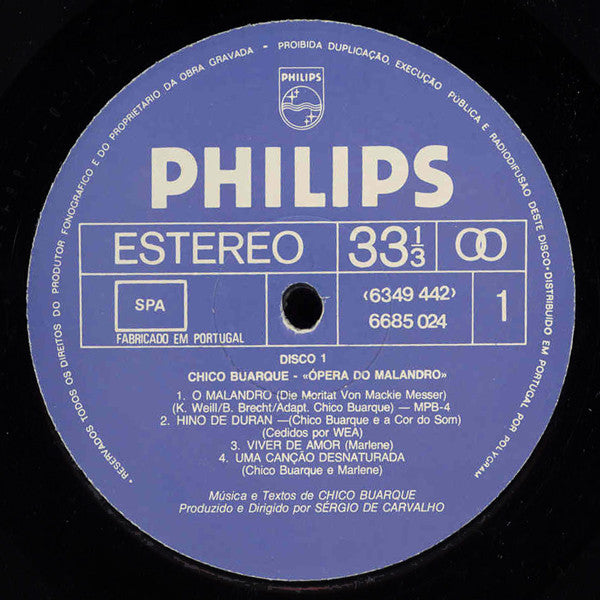 • RESERVADOS TODOS OS DIREITOS DO PRODUTOR FONOGRÁFICO E DO PROPRIETÁRIO DA OBRA GRAVADA - PROIBIDA DUPLICAÇÃO, EXECUÇÃO PÚBLICA E RADIODIFUSÃO DESTE DISCO • DISTRIBUÍDO EM PORTUGAL POR POLYGRAM
PHILIPS
PHILIPS
ESTEREO 33 1/3
SPA (6349 442) 1
FABRICADO EM PORTUGAL 6685 024
DISCO 1
CHICO BUARQUE - «ÓPERA DO MALANDRO»
1. O MALANDRO (Die Moritat Von Mackie Messer)
(K. Weill/B. Brecht/Adapt. Chico Buarque) — MPB-4
2. HINO DE DURAN —(Chico Buarque e a Cor do Som)
(Cedidos por WEA)
3. VIVER DE AMOR (Marlene)
4. UMA CANÇÃO DESNATURADA
(Chico Buarque e Marlene)
Música e Textos de CHICO BUARQUE
Produzido e Dirigido por SÉRGIO DE CARVALHO